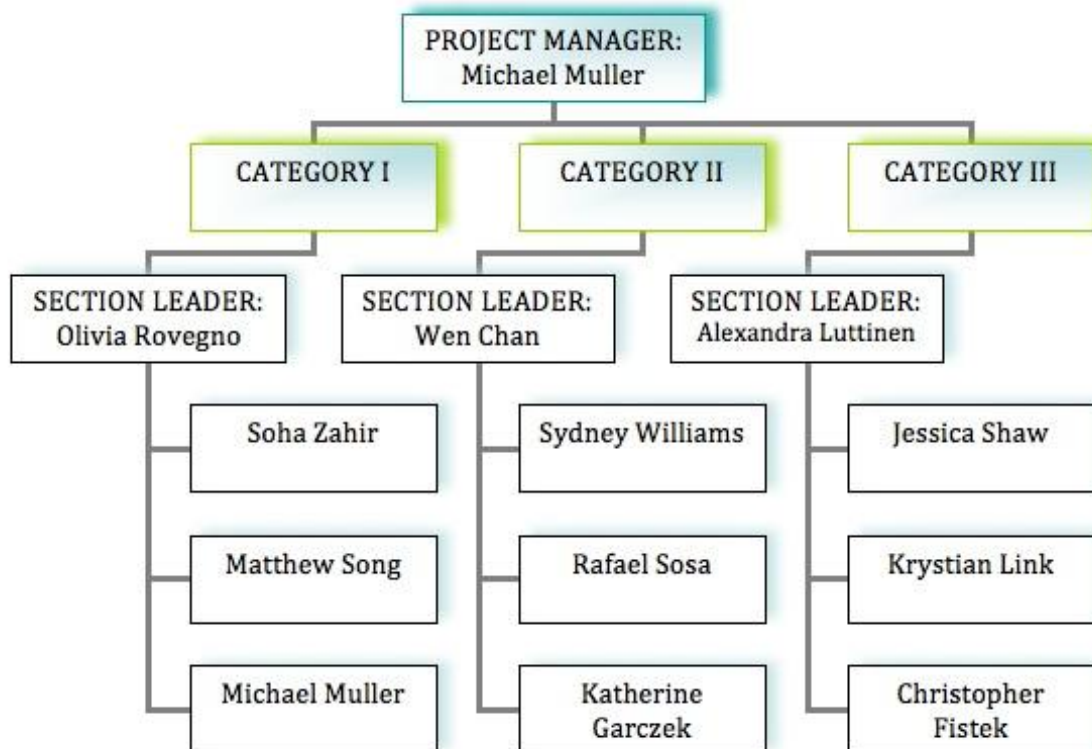 PROJECT MANAGER:
Michael Muller
CATEGORY I
CATEGORY II
CATEGORY III
SECTION LEADER:
Olivia Rovegno
SECTION LEADER:
Wen Chan
SECTION LEADER:
Alexandra Luttinen
Soha Zahir
Sydney Williams
Jessica Shaw
Matthew Song
Rafael Sosa
Krystian Link
Michael Muller
Katherine
Garczek
Christopher
Fistek